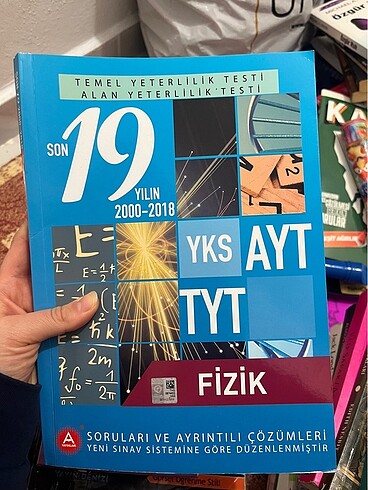 TEMEL YETERLİLİK TESTİ
ALAN YETERLİLİK TESTİ
SON 19 YILIN
2000-2018
YKS AYT
TYT
FİZİK
A
YAYINLARI
SORULARI VE AYRINTILI ÇÖZÜMLERİ
YENİ SINAV SİSTEMİNE GÖRE DÜZENLENMİŞTİR